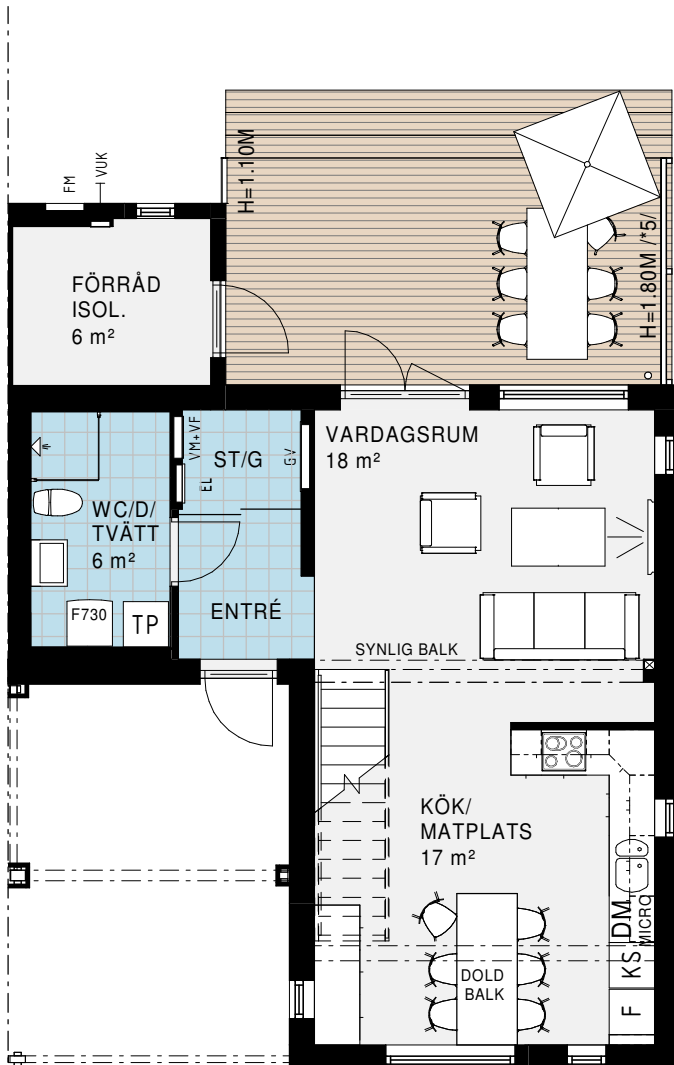 FM
VUK
H=1.10M
H=1.80M /*5/
FÖRRÅD
ISOL.
6 m²
VM+VF
EL
ST/G
GV
VARDAGSRUM
18 m²
WC/D/
TVÄTT
6 m²
F730
TP
ENTRÉ
SYNLIG BALK
KÖK/
MATPLATS
17 m²
DM
MICRO
KS
F
DOLD
BALK